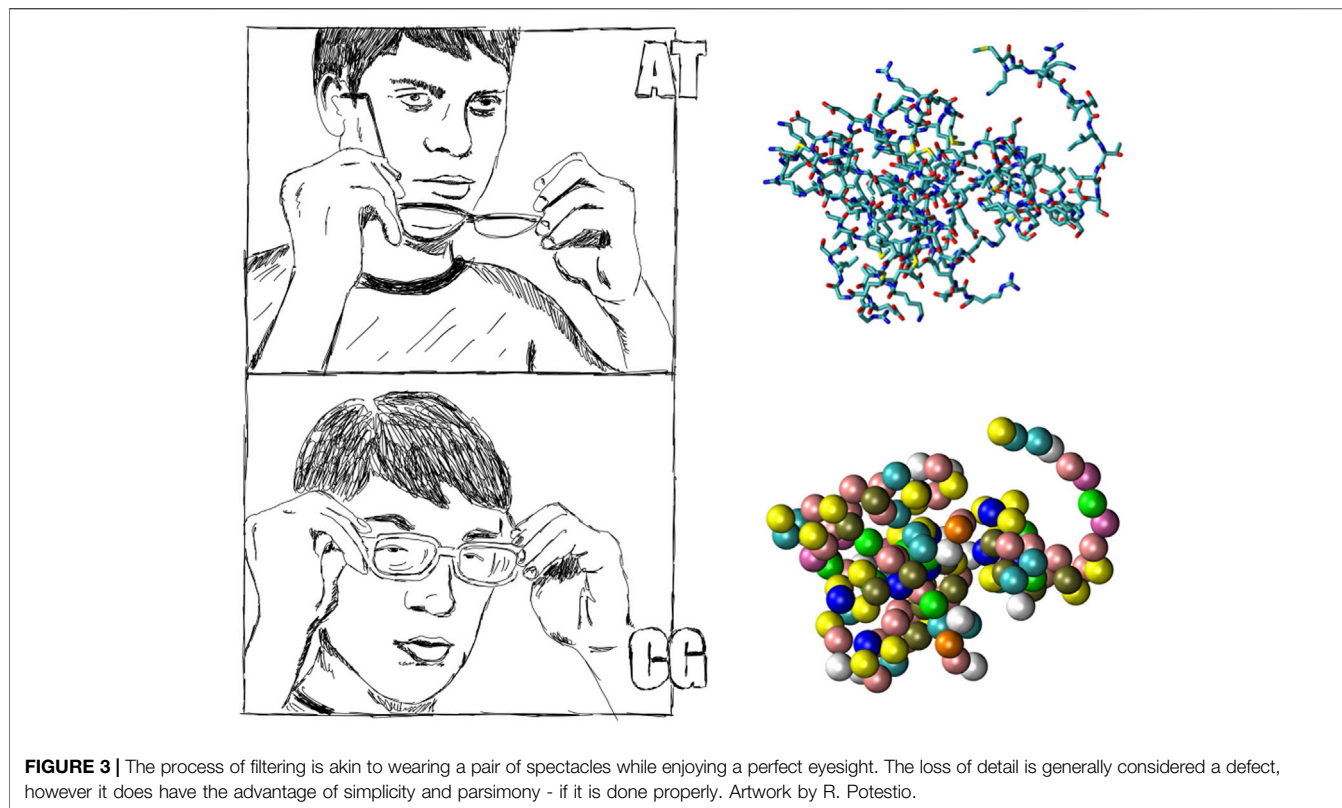 AT
CG
FIGURE 3 | The process of filtering is akin to wearing a pair of spectacles while enjoying a perfect eyesight. The loss of detail is generally considered a defect,
however it does have the advantage of simplicity and parsimony - if it is done properly. Artwork by R. Potestio.